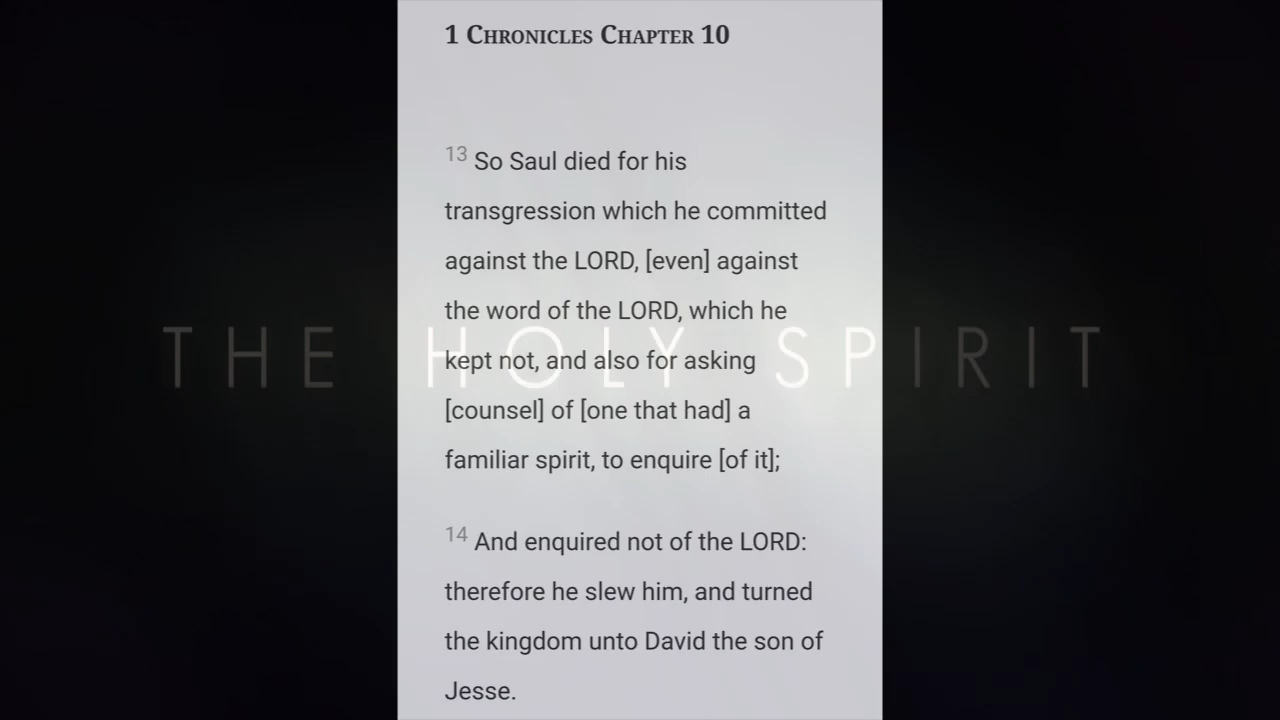 1 CHRONICLES CHAPTER 10
13 So Saul died for his
transgression which he committed
against the LORD, [even] against
the word of the LORD, which he
THE HOLY SPIRIT
kept not, and also for asking
[counsel] of [one that had] a
familiar spirit, to enquire [of it];
14 And enquired not of the LORD:
therefore he slew him, and turned
the kingdom unto David the son of
Jesse.